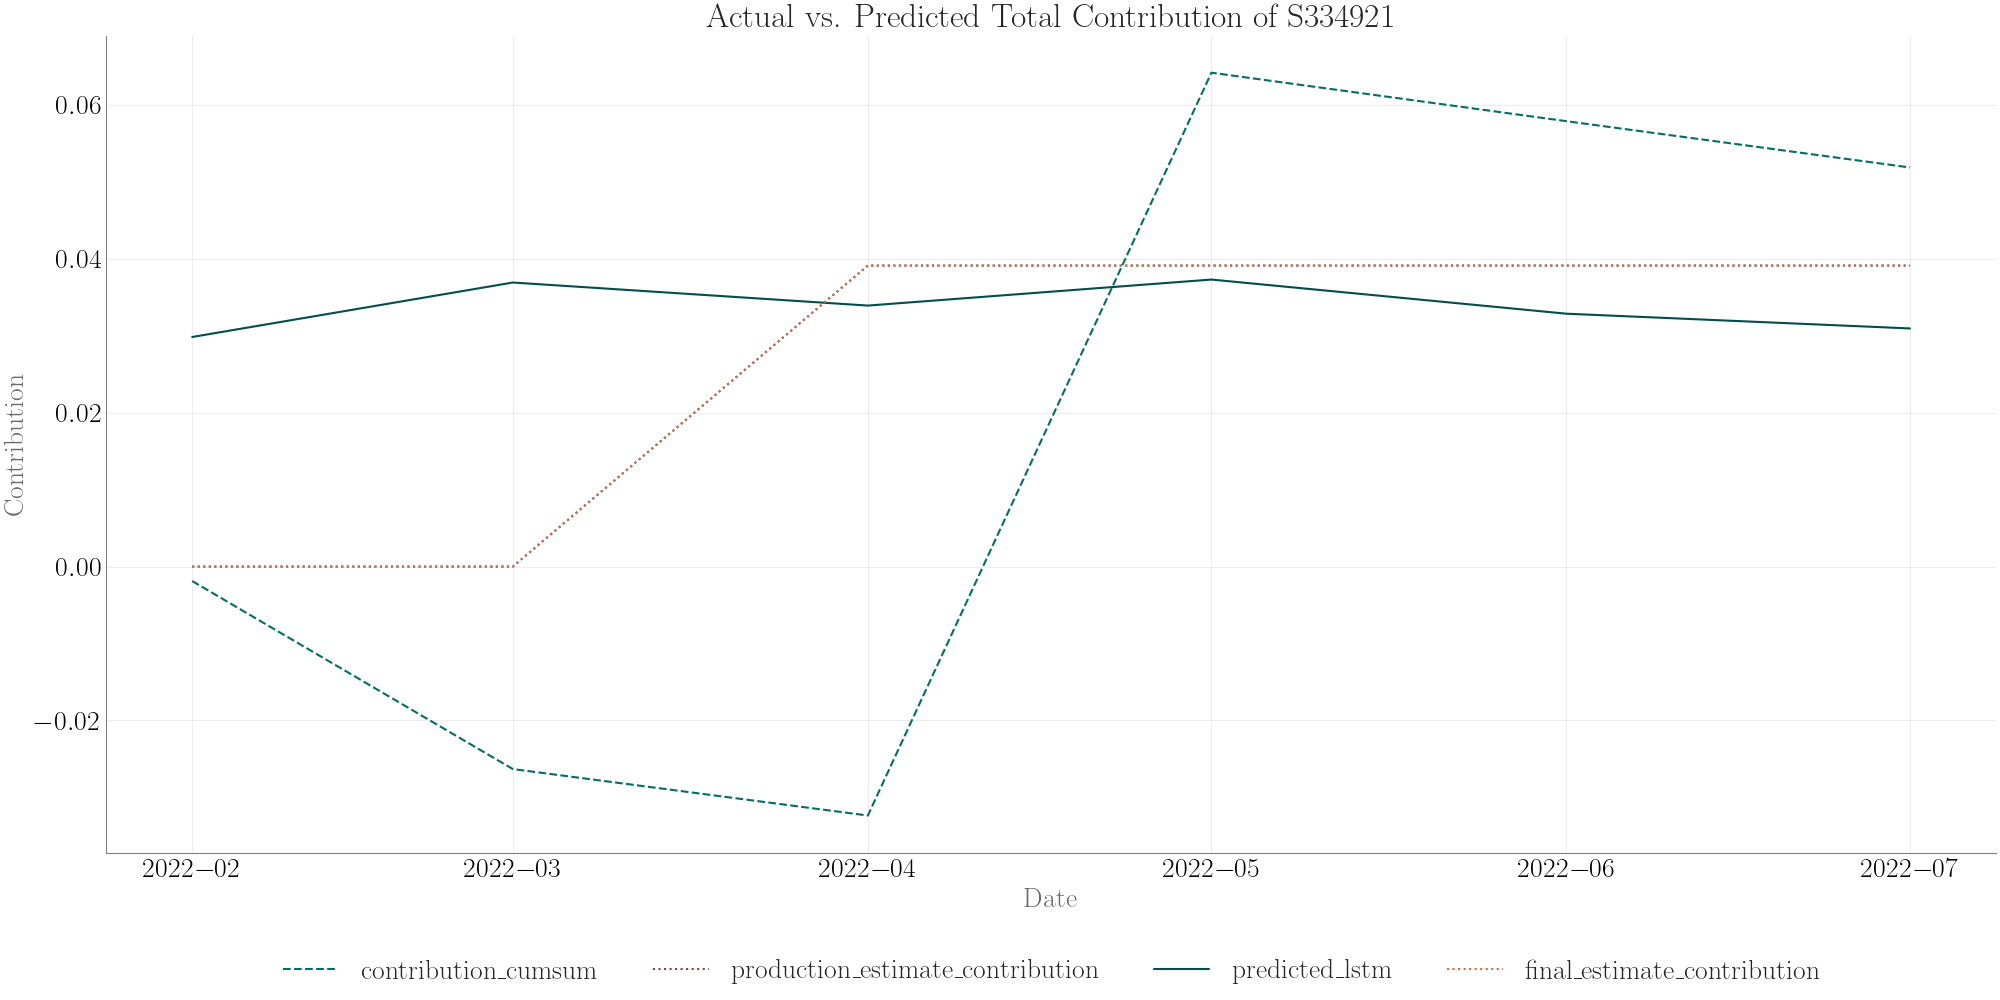 Actual vs. Predicted Total Contribution of S334921
0.06
0.04
0.02
0.00
−0.02
Contribution
2022−02 2022−03 2022−04 2022−05 2022−06 2022−07
Date
contribution_cumsum production_estimate_contribution predicted_lstm final_estimate_contribution